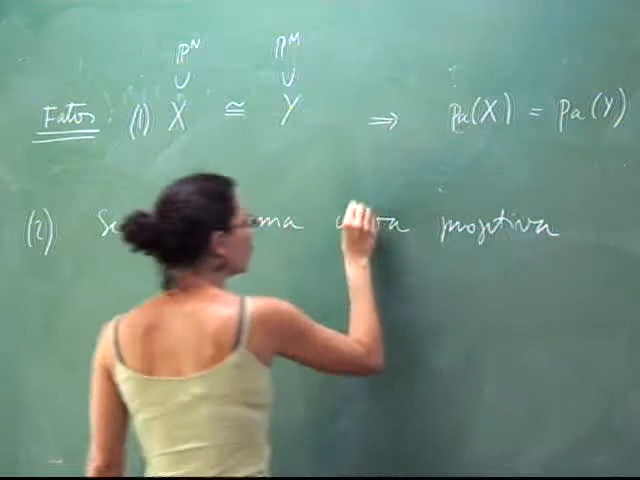 ℙᴺ ℙᴹ
∪ ∪
Fatos: (1) X ≅ Y ⇒ pa(X) = pa(Y)
(2) Se uma projetiva